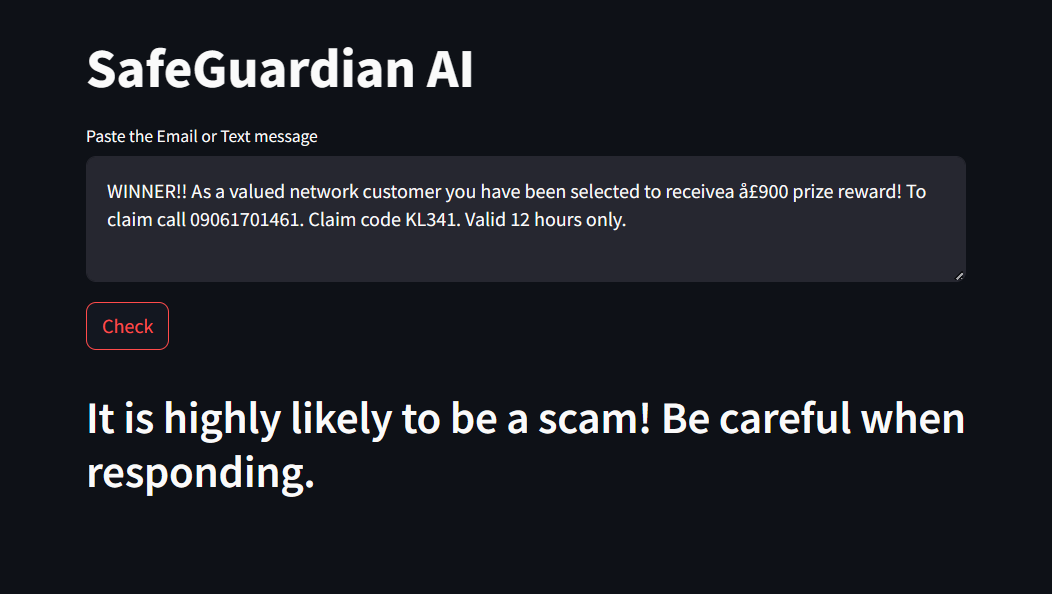 SafeGuardian AI
Paste the Email or Text message
WINNER!! As a valued network customer you have been selected to receivea å£900 prize reward! To
claim call 09061701461. Claim code KL341. Valid 12 hours only.
Check
It is highly likely to be a scam! Be careful when
responding.